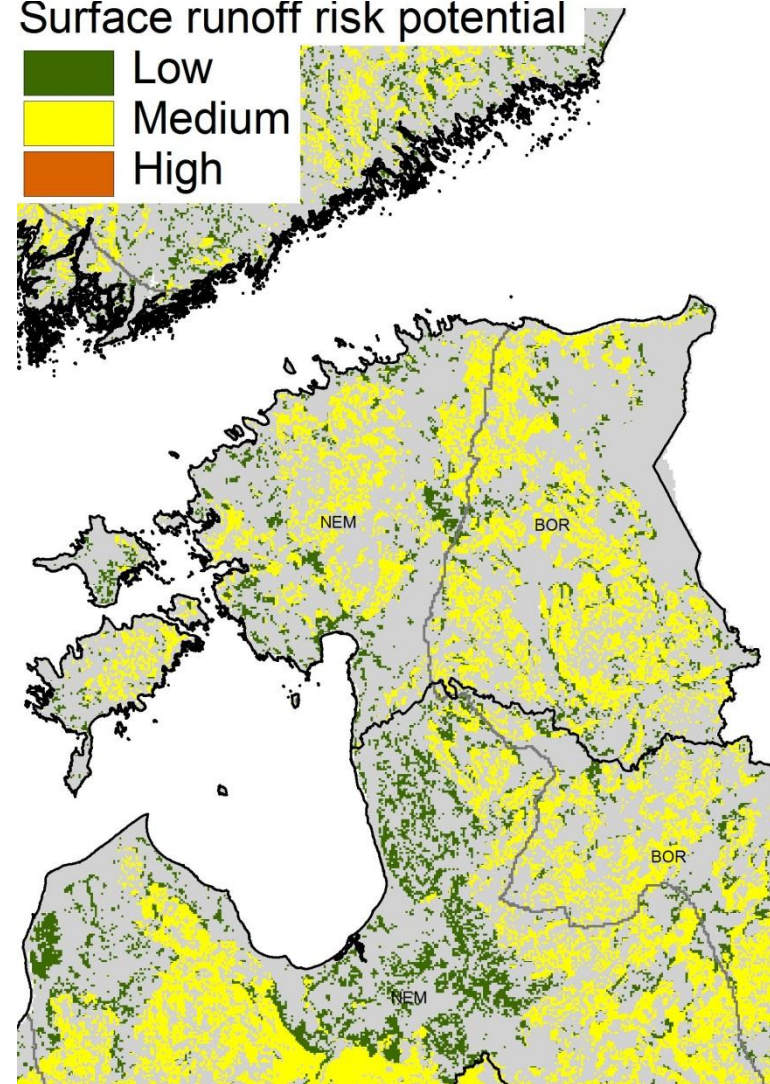 Surface runoff risk potential
Low
Medium
High
NEM
BOR
BOR
NEM